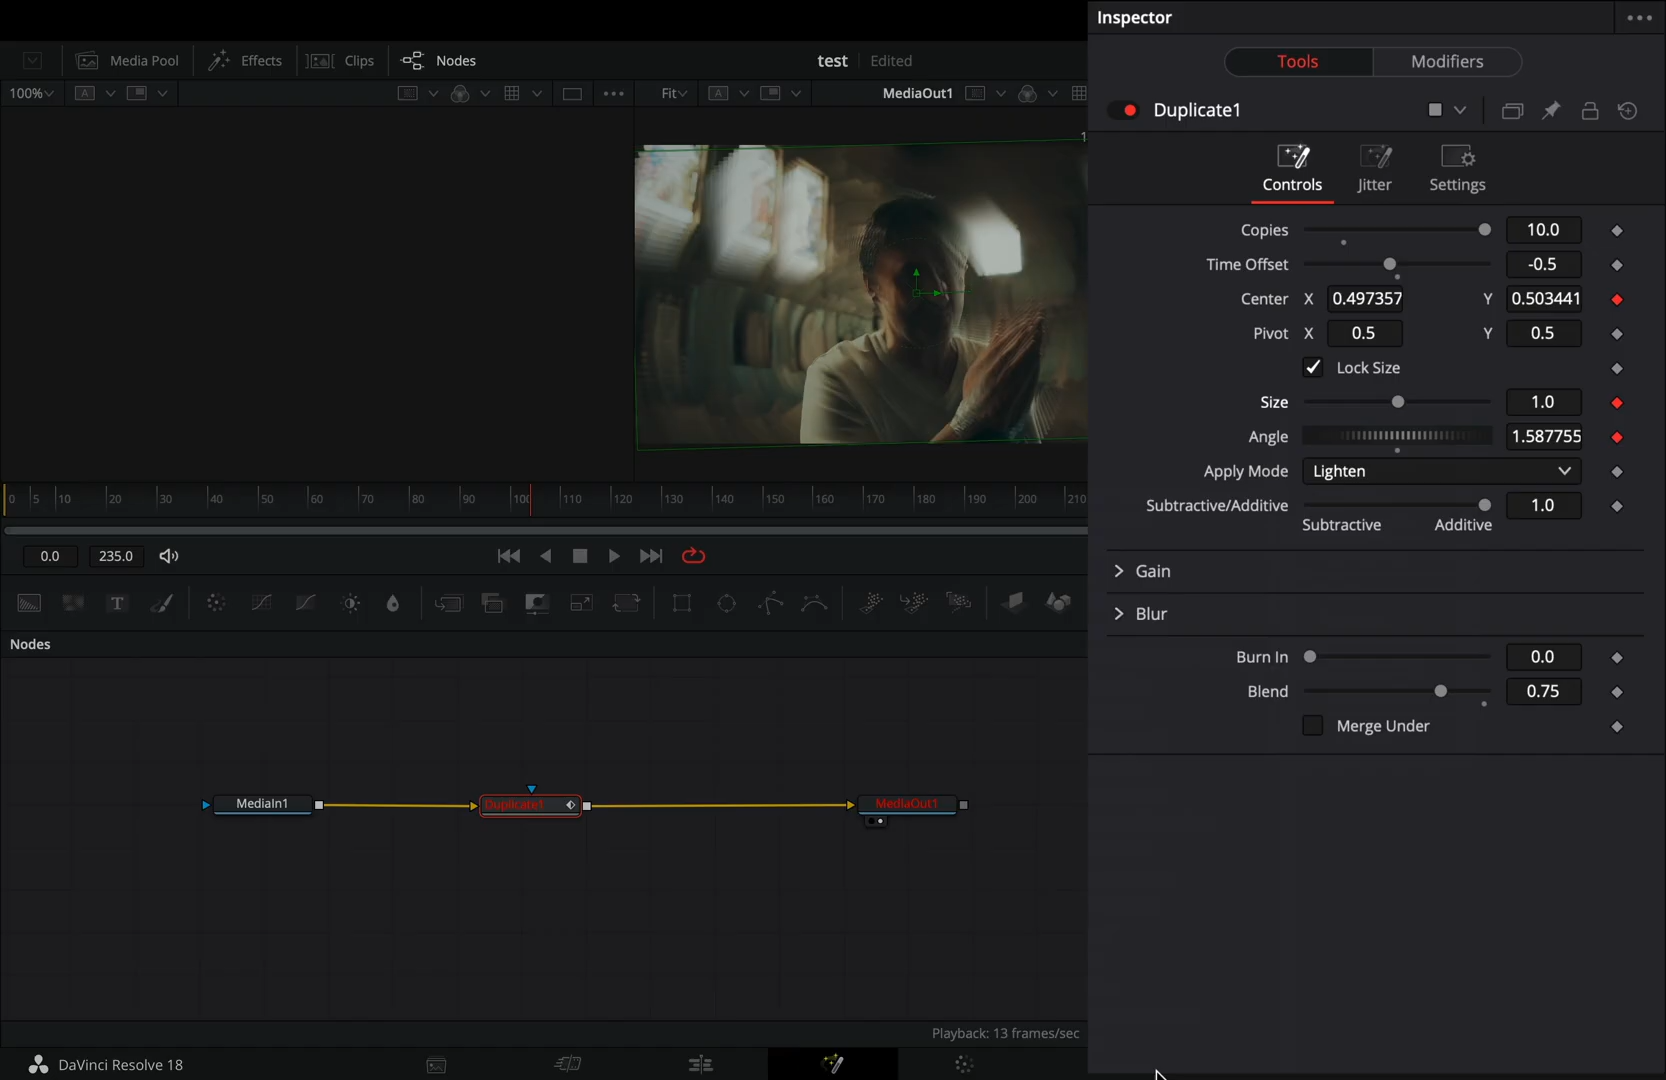 Inspector
Media Pool Effects Clips Nodes test Edited
Tools Modifiers
100% Fit MediaOut1
Duplicate1
1
Controls Jitter Settings
Copies 10.0
Time Offset -0.5
Center X 0.497357 Y 0.503441
Pivot X 0.5 Y 0.5
Lock Size
Size 1.0
Angle 1.587755
Apply Mode Lighten
0 5 10 20 30 40 50 60 70 80 90 100 110 120 130 140 150 160 170 180 190 200 210
Subtractive/Additive 1.0
Subtractive Additive
0.0 235.0
Gain
T
Blur
Nodes
Burn In 0.0
Blend 0.75
Merge Under
MediaIn1 Duplicate1 MediaOut1
Playback: 13 frames/sec
DaVinci Resolve 18